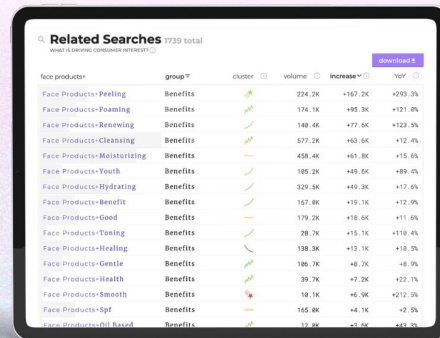 Related Searches 1739 total
WHAT IS DRIVING CONSUMER INTEREST?
download
face products+ group cluster volume increase YoY
Face Products+Peeling Benefits 224.2K +167.2K +293.3%
Face Products+Foaming Benefits 174.1K +95.3K +121.0%
Face Products+Renewing Benefits 140.4K +77.6K +123.5%
Face Products+Cleansing Benefits 577.2K +63.6K +12.4%
Face Products+Moisturizing Benefits 458.4K +61.8K +15.6%
Face Products+Youth Benefits 105.2K +49.6K +89.4%
Face Products+Hydrating Benefits 329.5K +49.3K +17.6%
Face Products+Benefit Benefits 167.0K +19.1K +12.9%
Face Products+Good Benefits 179.2K +18.6K +11.6%
Face Products+Toning Benefits 28.7K +15.1K +110.4%
Face Products+Healing Benefits 138.3K +13.1K +10.5%
Face Products+Gentle Benefits 106.7K +8.7K +8.9%
Face Products+Health Benefits 39.7K +7.2K +22.1%
Face Products+Smooth Benefits 10.1K +6.9K +212.5%
Face Products+Spf Benefits 165.0K +4.1K +2.5%
Face Products+Oil Based Benefits 12.0K +3.6K +43.3%